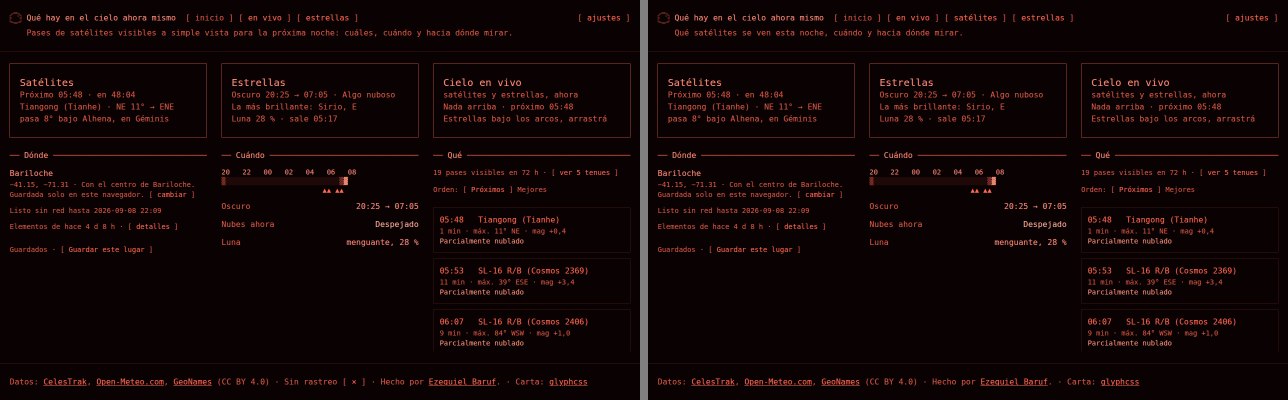 Qué hay en el cielo ahora mismo [ inicio ] [ en vivo ] [ estrellas ] [ ajustes ]
Pases de satélites visibles a simple vista para la próxima noche: cuáles, cuándo y hacia dónde mirar.
Satélites
Próximo 05:48 · en 48:04
Tiangong (Tianhe) · NE 11° → ENE
pasa 8° bajo Alhena, en Géminis
Estrellas
Oscuro 20:25 → 07:05 · Algo nuboso
La más brillante: Sirio, E
Luna 28 % · sale 05:17
Cielo en vivo
satélites y estrellas, ahora
Nada arriba · próximo 05:48
Estrellas bajo los arcos, arrastrá
Dónde
Bariloche
−41.15, −71.31 · Con el centro de Bariloche.
Guardada solo en este navegador. [ cambiar ]
Listo sin red hasta 2026-09-08 22:09
Elementos de hace 4 d 8 h · [ detalles ]
Guardados · [ Guardar este lugar ]
Cuándo
20 22 00 02 04 06 08
Oscuro 20:25 → 07:05
Nubes ahora Despejado
Luna menguante, 28 %
Qué
19 pases visibles en 72 h · [ ver 5 tenues ]
Orden: [ Próximos ] Mejores
05:48 Tiangong (Tianhe)
1 min · máx. 11° NE · mag +0,4
Parcialmente nublado
05:53 SL-16 R/B (Cosmos 2369)
11 min · máx. 39° ESE · mag +3,4
Parcialmente nublado
06:07 SL-16 R/B (Cosmos 2406)
9 min · máx. 84° WSW · mag +1,0
Parcialmente nublado
Datos: CelesTrak, Open-Meteo.com, GeoNames (CC BY 4.0) · Sin rastreo [ × ] · Hecho por Ezequiel Baruf. · Carta: glyphcss
Qué hay en el cielo ahora mismo [ inicio ] [ en vivo ] [ satélites ] [ estrellas ] [ ajustes ]
Qué satélites se ven esta noche, cuándo y hacia dónde mirar.
Satélites
Próximo 05:48 · en 48:04
Tiangong (Tianhe) · NE 11° → ENE
pasa 8° bajo Alhena, en Géminis
Estrellas
Oscuro 20:25 → 07:05 · Algo nuboso
La más brillante: Sirio, E
Luna 28 % · sale 05:17
Cielo en vivo
satélites y estrellas, ahora
Nada arriba · próximo 05:48
Estrellas bajo los arcos, arrastrá
Dónde
Bariloche
−41.15, −71.31 · Con el centro de Bariloche.
Guardada solo en este navegador. [ cambiar ]
Listo sin red hasta 2026-09-08 22:09
Elementos de hace 4 d 8 h · [ detalles ]
Guardados · [ Guardar este lugar ]
Cuándo
20 22 00 02 04 06 08
Oscuro 20:25 → 07:05
Nubes ahora Despejado
Luna menguante, 28 %
Qué
19 pases visibles en 72 h · [ ver 5 tenues ]
Orden: [ Próximos ] Mejores
05:48 Tiangong (Tianhe)
1 min · máx. 11° NE · mag +0,4
Parcialmente nublado
05:53 SL-16 R/B (Cosmos 2369)
11 min · máx. 39° ESE · mag +3,4
Parcialmente nublado
06:07 SL-16 R/B (Cosmos 2406)
9 min · máx. 84° WSW · mag +1,0
Parcialmente nublado
Datos: CelesTrak, Open-Meteo.com, GeoNames (CC BY 4.0) · Hecho por Ezequiel Baruf. · Carta: glyphcss